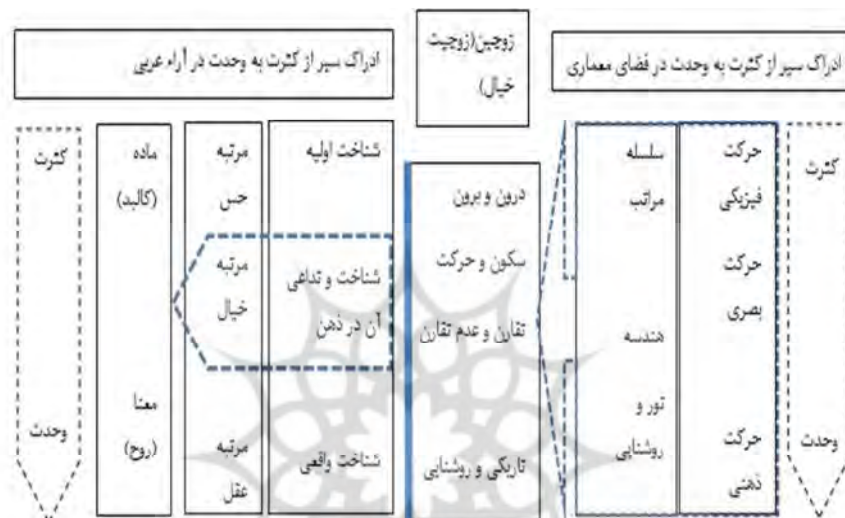 ادراک سیر از کثرت به وحدت در فضای معماری
زوجین(زوجیت
خیال)
ادراک سیر از کثرت به وحدت در آراء عربی
کثرت
وحدت
حرکت
فیزیکی
حرکت
بصری
حرکت
ذهنی
سلسله
مراتب
هندسه
نور و
روشنایی
درون و برون
سکون و حرکت
تقارن و عدم تقارن
تاریکی و روشنایی
شناخت اولیه
شناخت و تداعی
آن در ذهن
شناخت واقعی
مرتبه
حس
مرتبه
خیال
مرتبه
عقل
ماده
(کالبد)
معنا
(روح)
کثرت
وحدت